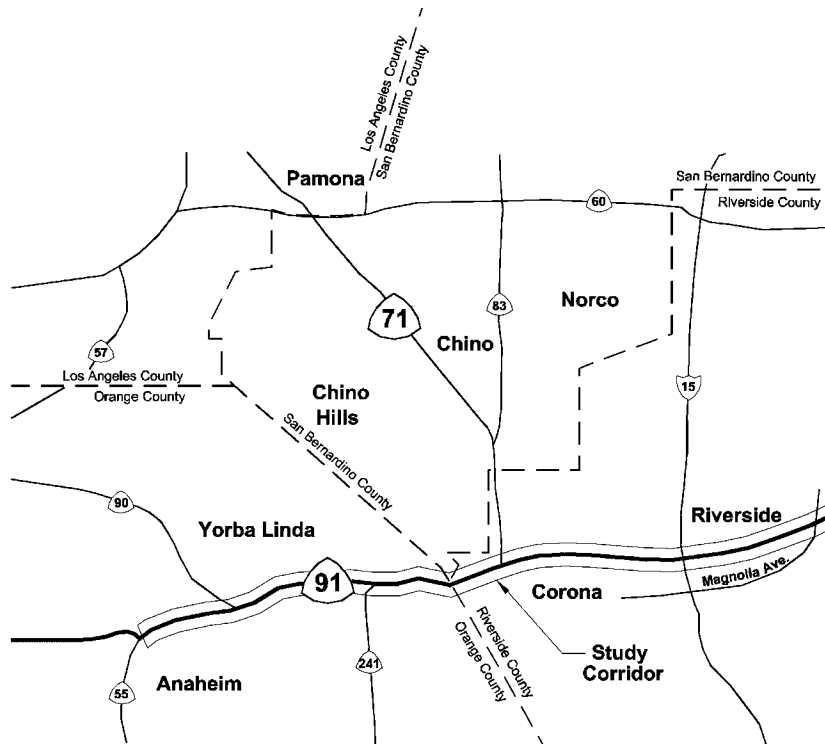 Los Angeles County
San Bernardino County
Pamona
San Bernardino County
Riverside County
60
83
Norco
71
Chino
57
15
Los Angeles County
Orange County
Chino
Hills
San Bernardino County
90
Yorba Linda
Riverside
91
Magnolia Ave.
Corona
Riverside County
Orange County
Study
Corridor
241
55
Anaheim